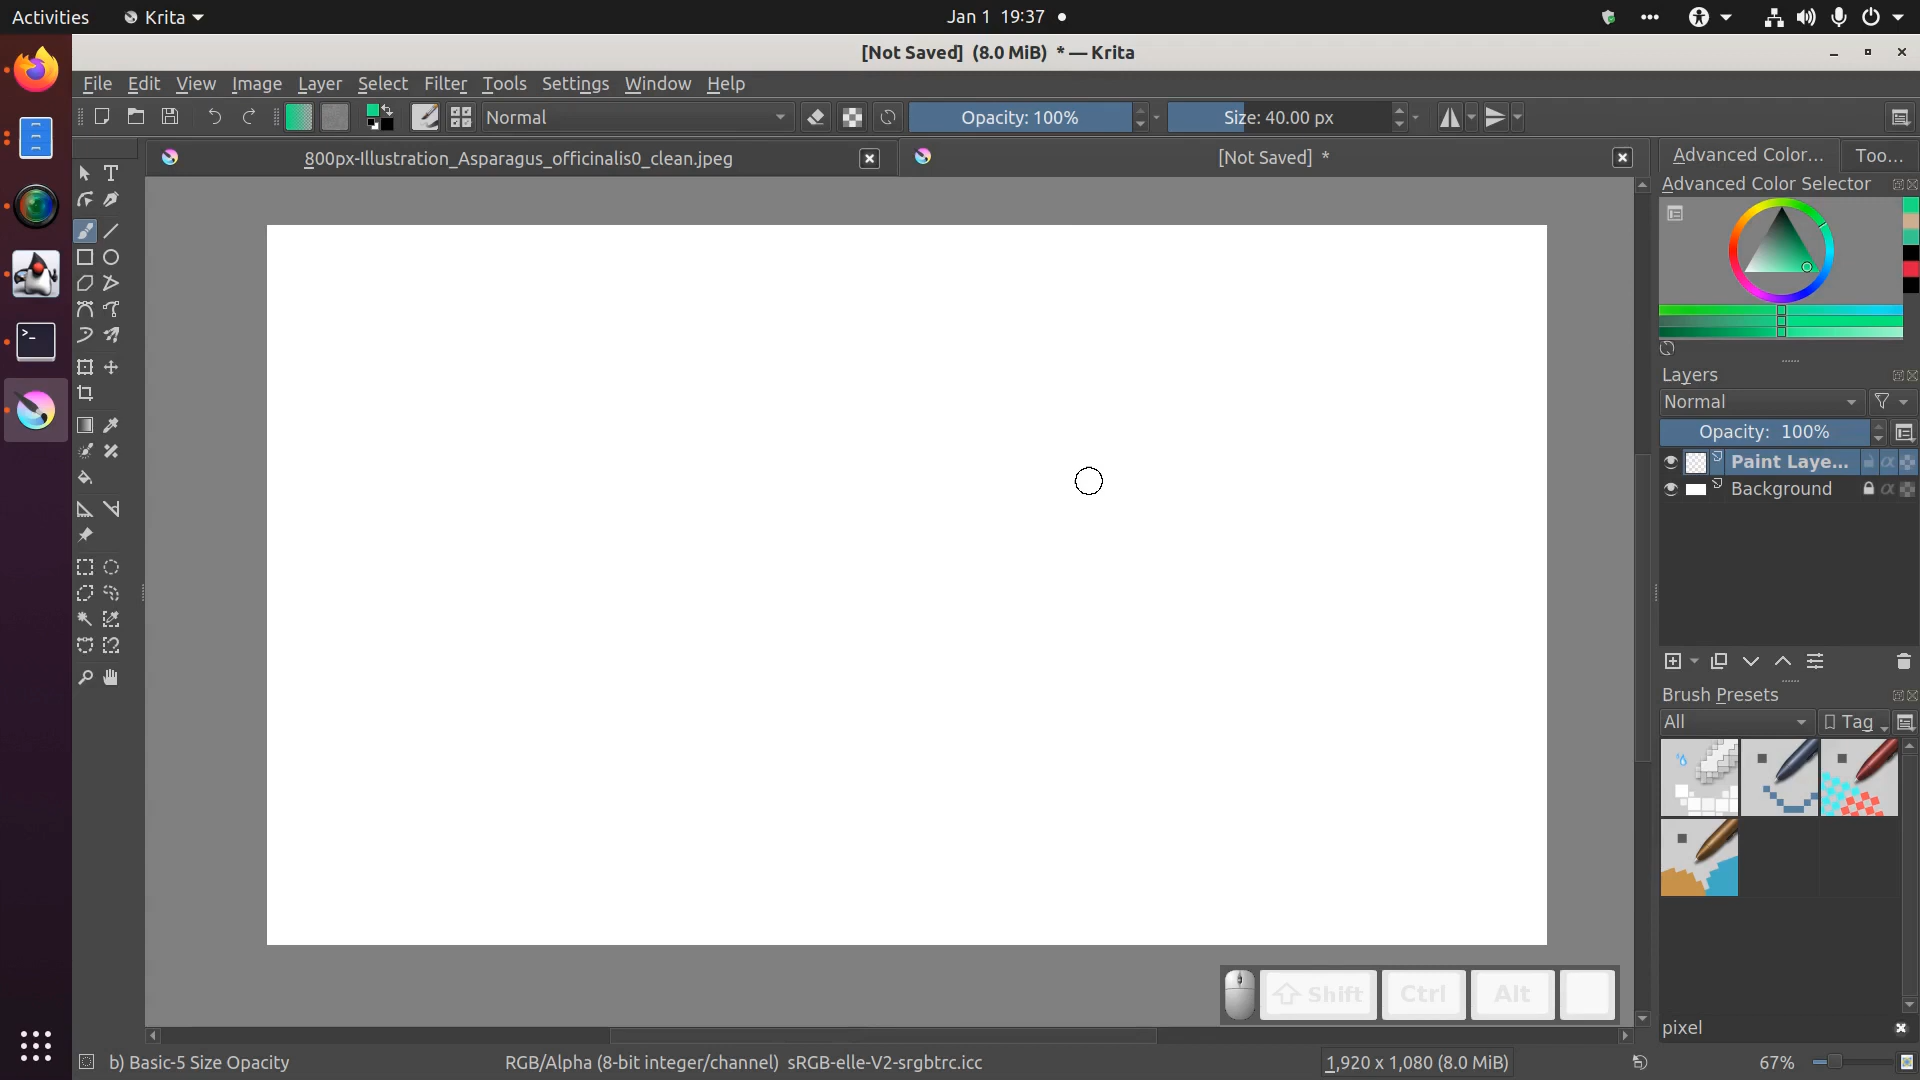 Activities Krita Jan 1 19:37
[Not Saved] (8.0 MiB) * — Krita
File Edit View Image Layer Select Filter Tools Settings Window Help
Normal Opacity: 100% Size: 40.00 px
800px-Illustration_Asparagus_officinalis0_clean.jpeg [Not Saved] * Advanced Color... Too...
Advanced Color Selector
Layers
Normal
Opacity: 100%
Paint Laye...
Background
Brush Presets
All Tag
Shift Ctrl Alt
pixel
b) Basic-5 Size Opacity RGB/Alpha (8-bit integer/channel) sRGB-elle-V2-srgbtrc.icc 1,920 x 1,080 (8.0 MiB) 67%